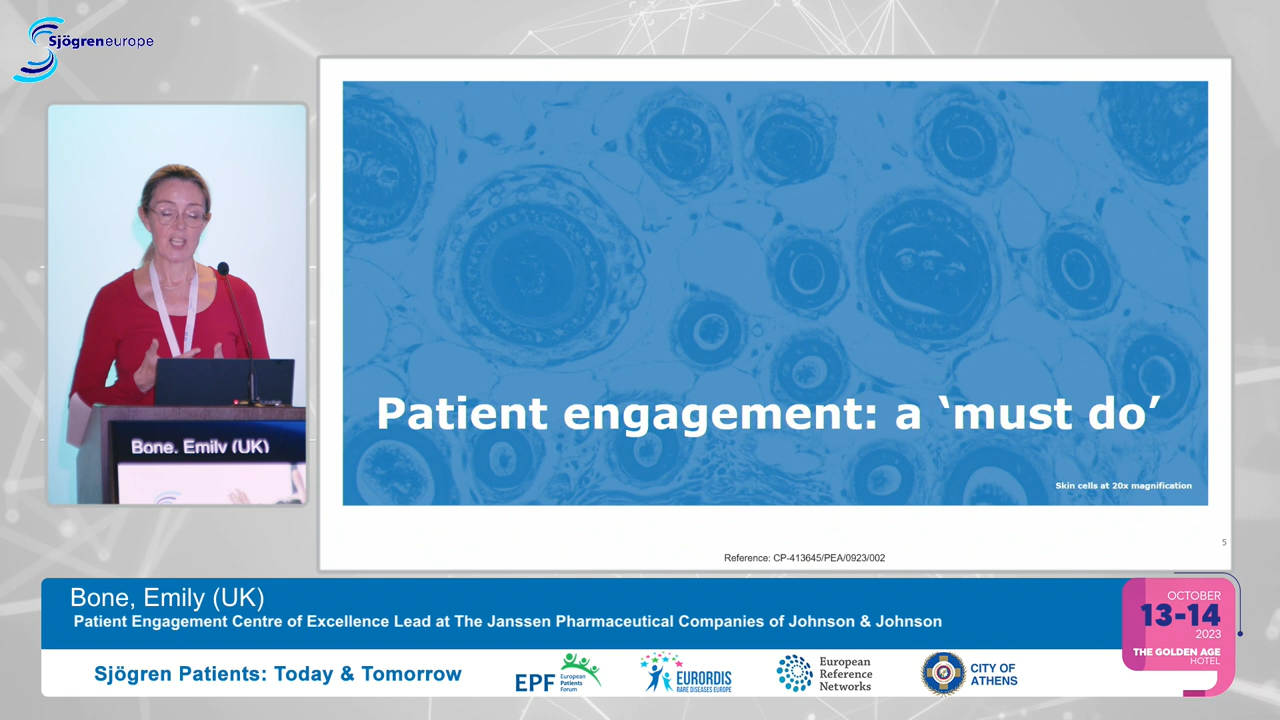 Sjögreneurope
Bone, Emily (UK)
Patient engagement: a ‘must do’
Skin cells at 20x magnification
5
Reference: CP-413645/PEA/0923/002
Bone, Emily (UK)
Patient Engagement Centre of Excellence Lead at The Janssen Pharmaceutical Companies of Johnson & Johnson
OCTOBER
13-14
2023
THE GOLDEN AGE
HOTEL
Sjögren Patients: Today & Tomorrow
EPF
European
Patients
Forum
EURORDIS
RARE DISEASES EUROPE
European
Reference
Networks
CITY OF
ATHENS